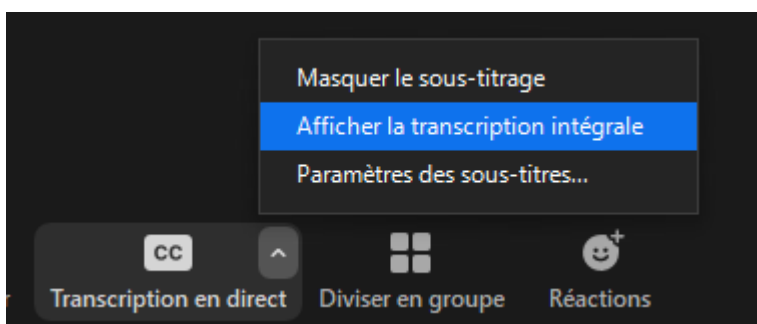 Masquer le sous-titrage
Afficher la transcription intégrale
Paramètres des sous-titres...
CC
Transcription en direct Diviser en groupe Réactions